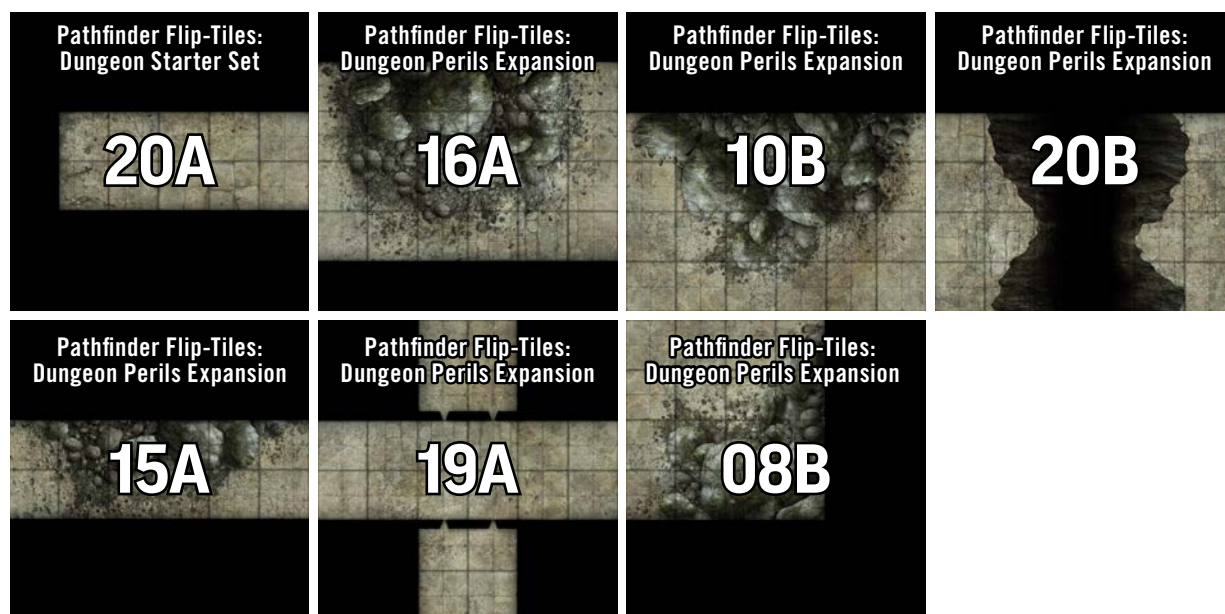 Pathfinder Flip-Tiles:
Dungeon Starter Set
20A
Pathfinder Flip-Tiles:
Dungeon Perils Expansion
16A
Pathfinder Flip-Tiles:
Dungeon Perils Expansion
10B
Pathfinder Flip-Tiles:
Dungeon Perils Expansion
20B
Pathfinder Flip-Tiles:
Dungeon Perils Expansion
15A
Pathfinder Flip-Tiles:
Dungeon Perils Expansion
19A
Pathfinder Flip-Tiles:
Dungeon Perils Expansion
08B